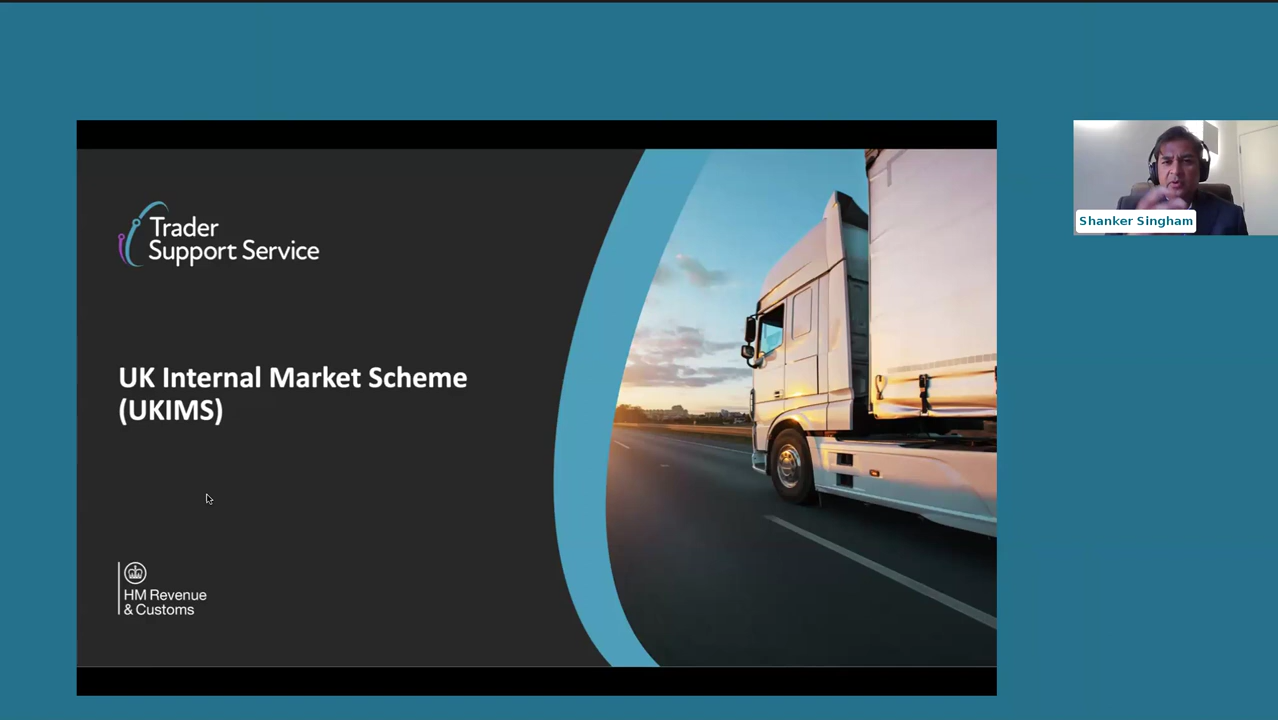 Trader
Support Service
UK Internal Market Scheme
(UKIMS)
HM Revenue
& Customs
Shanker Singham